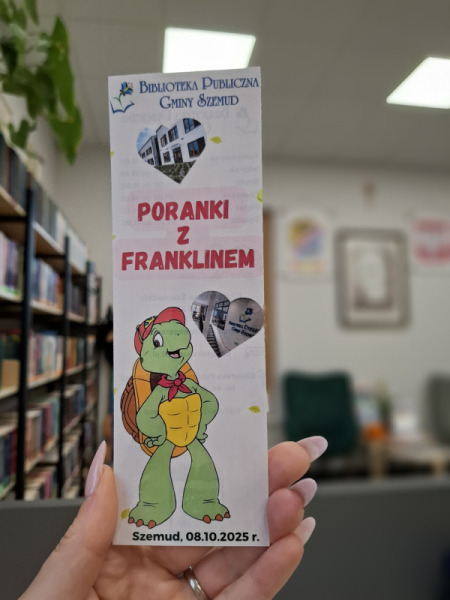 Biblioteka Publiczna
Gminy Szemud
PORANKI
Z
FRANKLINEM
Szemud, 08.10.2025 r.